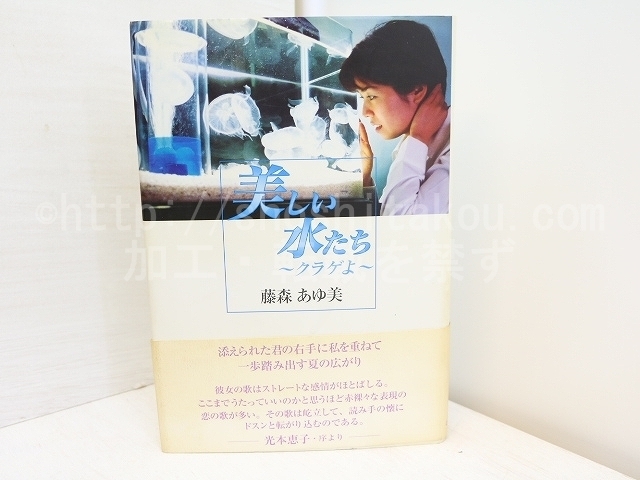 美しい
水たち
～クラゲよ～
藤森 あゆ美
添えられた君の右手に私を重ねて
一歩踏み出す夏の広がり
彼女の歌はストレートな感情がほとばしる。
ここまでうたっていいのかと思うほど赤裸々な表現の
恋の歌が多い。その歌は屹立して、読み手の懐に
ドスンと転がり込むのである。
光本恵子・序より